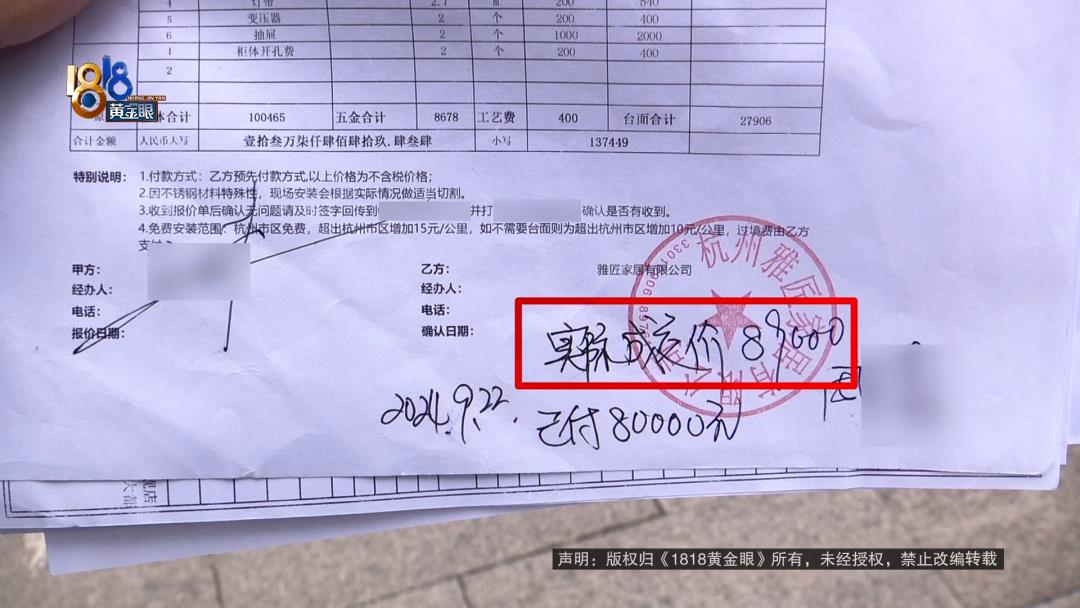 4 灯带 2.7 m 200 540
5 变压器 2 个 200 400
6 抽屉 2 个 1000 2000
1 柜体开孔费 2 个 200 400
2
1818
黄金眼
体合计 100465 五金合计 8678 工艺费 400 台面合计 27906
合计金额 人民币大写 壹拾叁万柒仟肆佰肆拾玖.肆叁肆 小写 137449
特别说明: 1.付款方式: 乙方预先付款方式,以上价格为不含税价格;
2.因不锈钢材料特殊性, 现场安装会根据实际情况做适当切割。
3.收到报价单后确认无问题请及时签字回传到 并打 确认是否有收到。
4.免费安装范围: 杭州市区免费, 超出杭州市区增加15元/公里, 如不需要台面则为超出杭州市区增加10元/公里, 过境费由乙方
支付
甲方: 乙方: 雅匠家居有限公司
经办人: 经办人:
电话: 电话:
报价日期: 确认日期:
杭州雅匠家居有限公司
实际成交价 89000
2024.9.22. 已付80000元
声明: 版权归《1818黄金眼》所有, 未经授权, 禁止改编转载